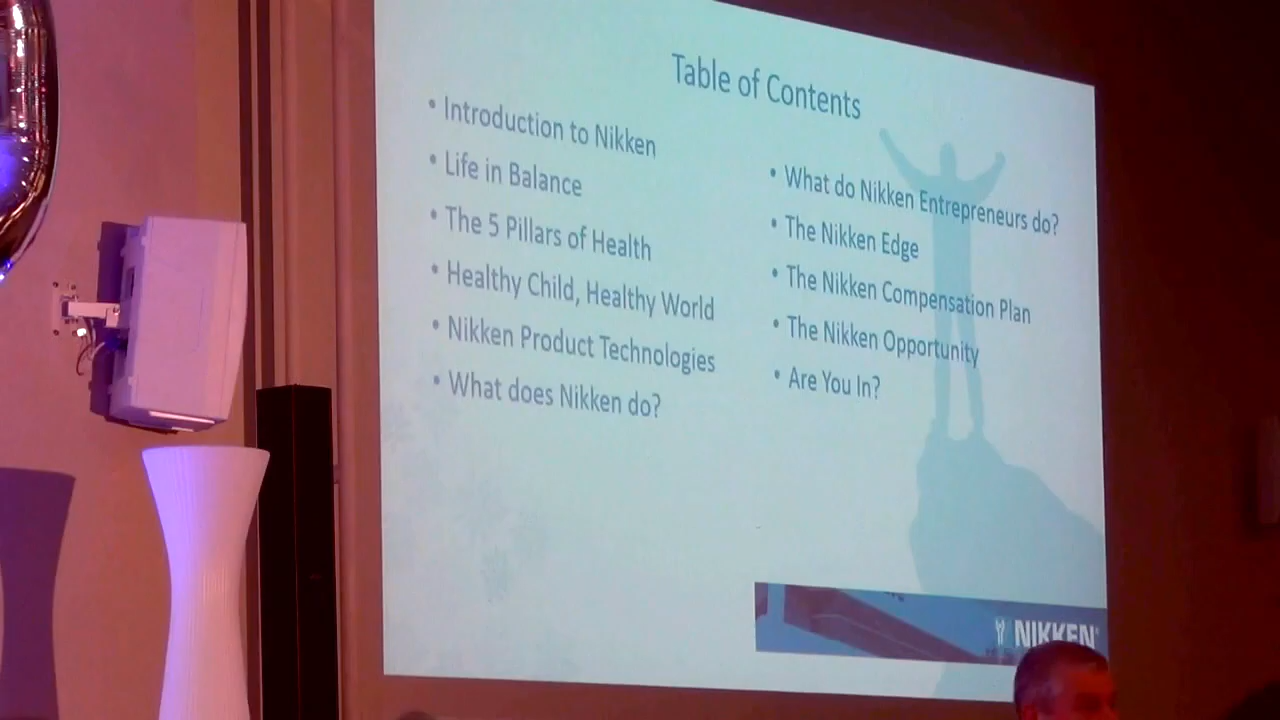 Table of Contents
• Introduction to Nikken
• Life in Balance
• The 5 Pillars of Health
• Healthy Child, Healthy World
• Nikken Product Technologies
• What does Nikken do?
• What do Nikken Entrepreneurs do?
• The Nikken Edge
• The Nikken Compensation Plan
• The Nikken Opportunity
• Are You In?
NIKKEN®